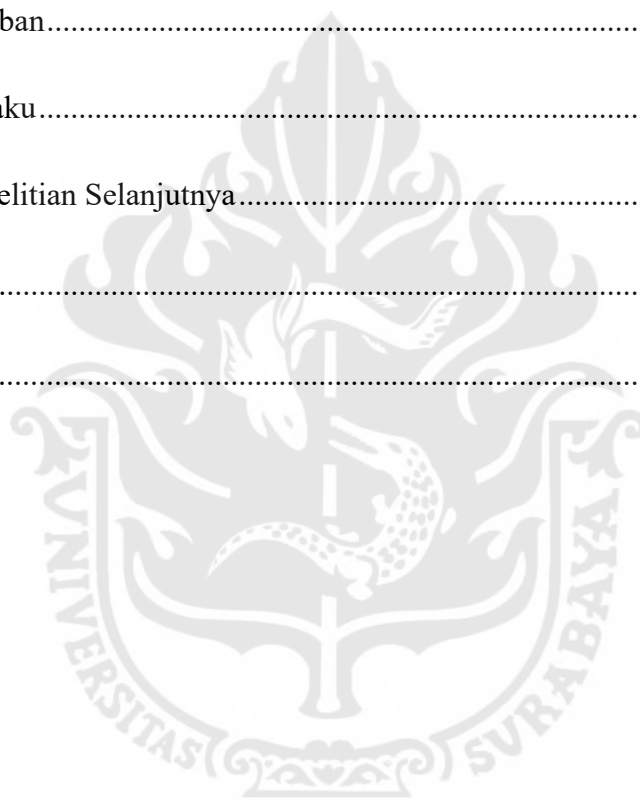 ban....................................................................................
aku.....................................................................................
elitian Selanjutnya............................................................
..........................................................................................
..........................................................................................
UNIVERSITAS SURABAYA